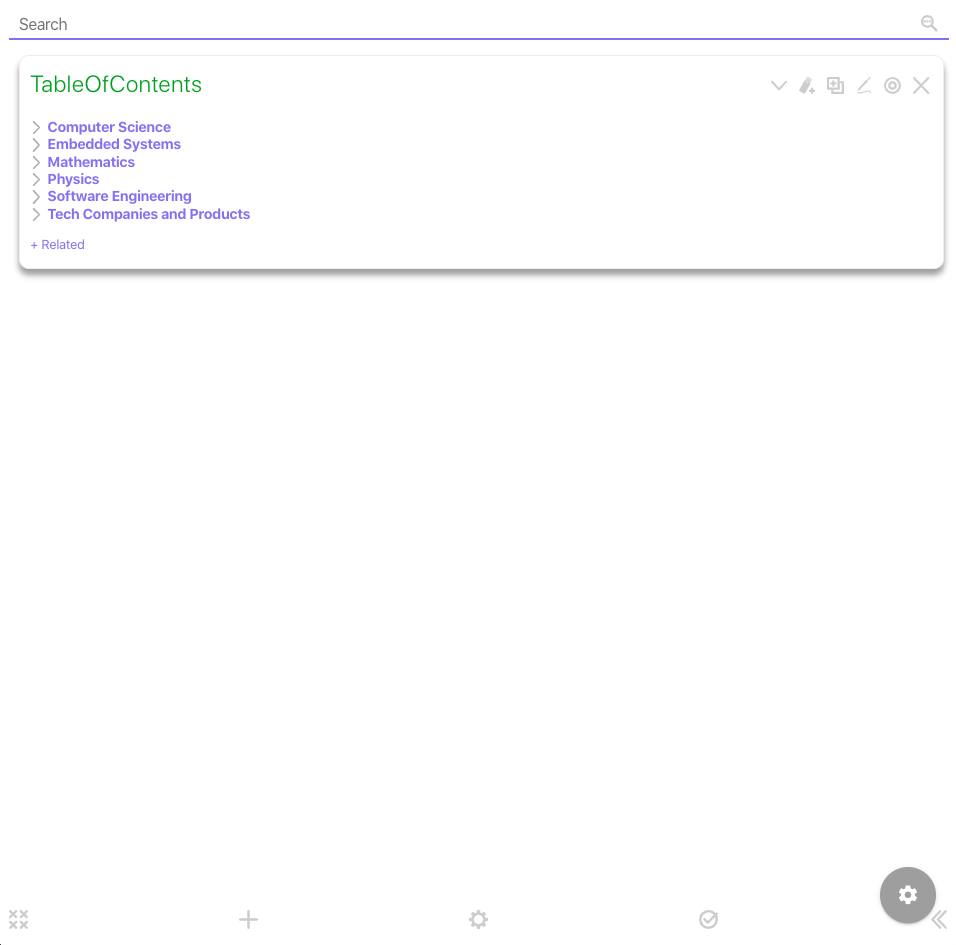 Search
TableOfContents
Computer Science
Embedded Systems
Mathematics
Physics
Software Engineering
Tech Companies and Products
+ Related